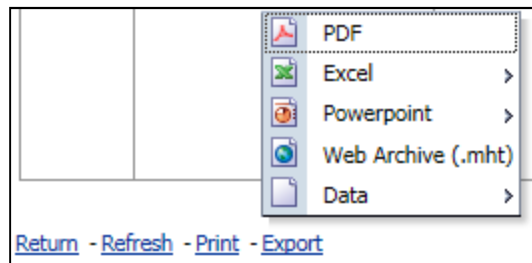 PDF
Excel
Powerpoint
Web Archive (.mht)
Data
Return - Refresh - Print - Export